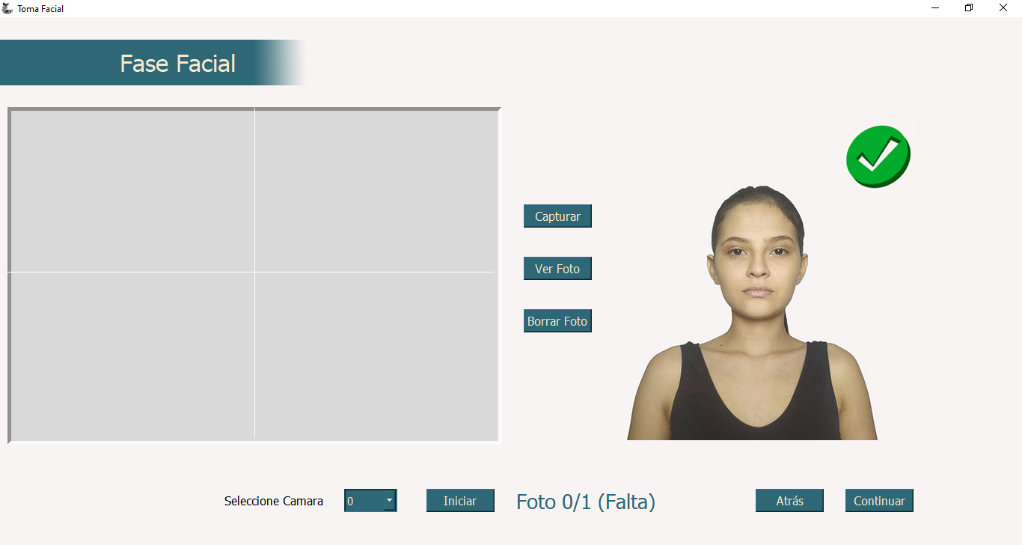 Toma Facial
Fase Facial
Capturar
Ver Foto
Borrar Foto
Seleccione Camara
0
Iniciar
Foto 0/1 (Falta)
Atrás
Continuar